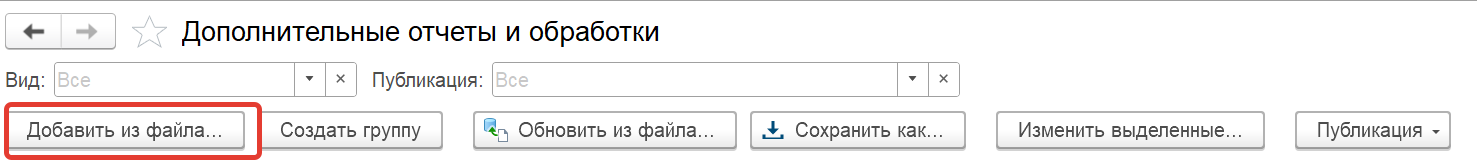 Дополнительные отчеты и обработки
Вид: Все Публикация: Все
Добавить из файла... Создать группу Обновить из файла... Сохранить как... Изменить выделенные... Публикация